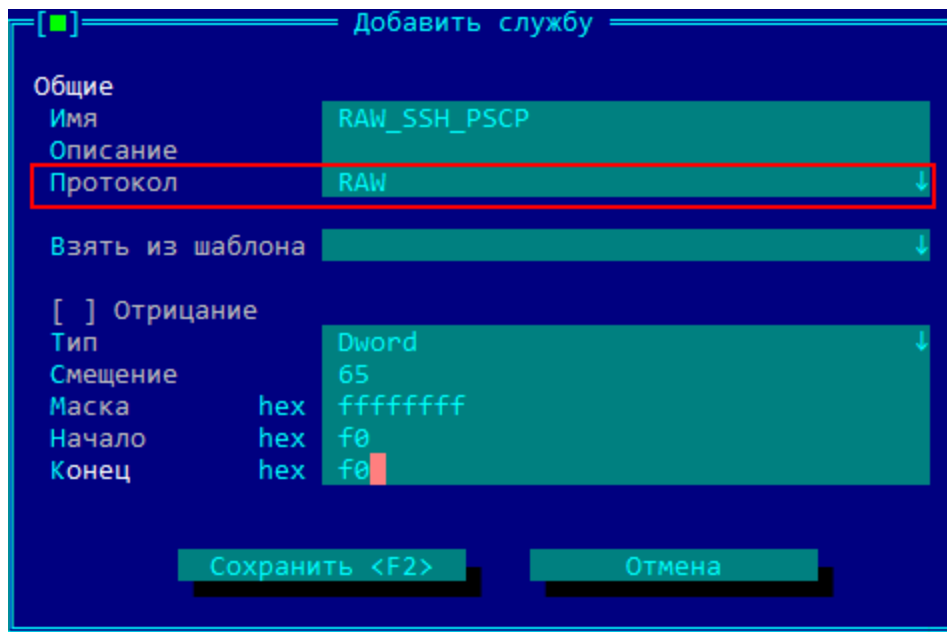 [■] Добавить службу
Общие
Имя RAW_SSH_PSCP
Описание
Протокол RAW ↓
Взять из шаблона ↓
[ ] Отрицание
Тип Dword ↓
Смещение 65
Маска hex ffffffff
Начало hex f0
Конец hex f0
Сохранить <F2> Отмена